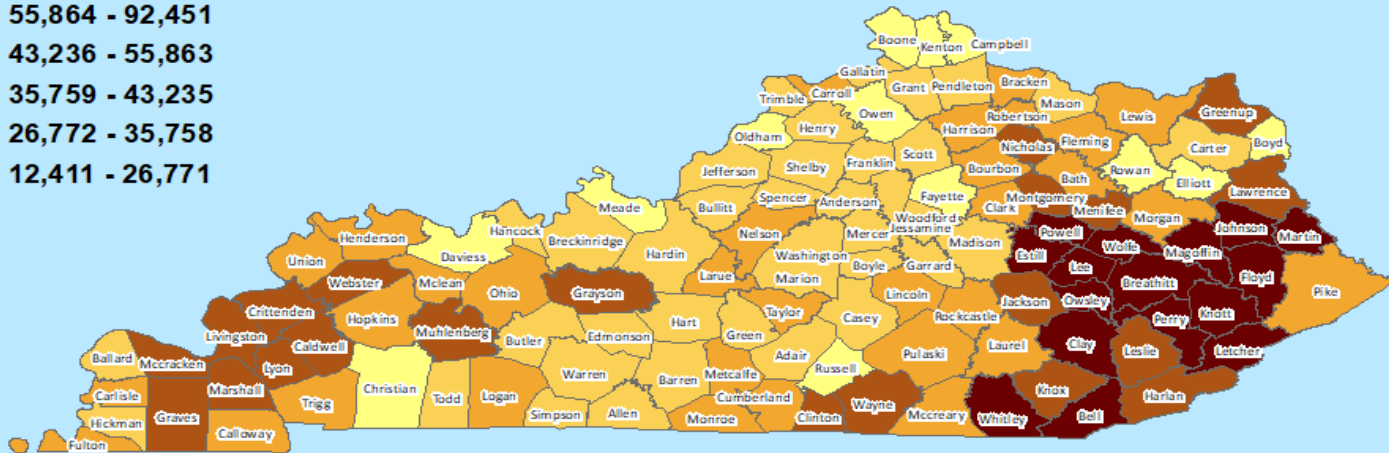 55,864 - 92,451
43,236 - 55,863
35,759 - 43,235
26,772 - 35,758
12,411 - 26,771
Boone
Kenton
Campbell
Gallatin
Grant
Pendleton
Bracken
Trimble
Carroll
Owen
Mason
Robertson
Lewis
Greenup
Oldham
Henry
Harrison
Nicholas
Fleming
Carter
Boyd
Jefferson
Shelby
Franklin
Scott
Bourbon
Rowan
Bath
Elliott
Lawrence
Meade
Bullitt
Spencer
Anderson
Fayette
Woodford
Clark
Montgomery
Menifee
Morgan
Hancock
Breckinridge
Nelson
Mercer
Jessamine
Madison
Powell
Wolfe
Magoffin
Johnson
Martin
Henderson
Daviess
Hardin
Washington
Estill
Union
Webster
Mclean
Ohio
Grayson
Larue
Marion
Boyle
Garrard
Lee
Breathitt
Floyd
Pike
Crittenden
Hopkins
Muhlenberg
Hart
Taylor
Lincoln
Rockcastle
Jackson
Owsley
Perry
Knott
Livingston
Caldwell
Butler
Edmonson
Green
Casey
Laurel
Clay
Leslie
Letcher
Ballard
Mccracken
Lyon
Adair
Pulaski
Marshall
Christian
Warren
Barren
Metcalfe
Russell
Carlisle
Graves
Trigg
Todd
Logan
Cumberland
Wayne
Knox
Harlan
Hickman
Calloway
Simpson
Allen
Monroe
Clinton
Mccreary
Whitley
Bell
Fulton